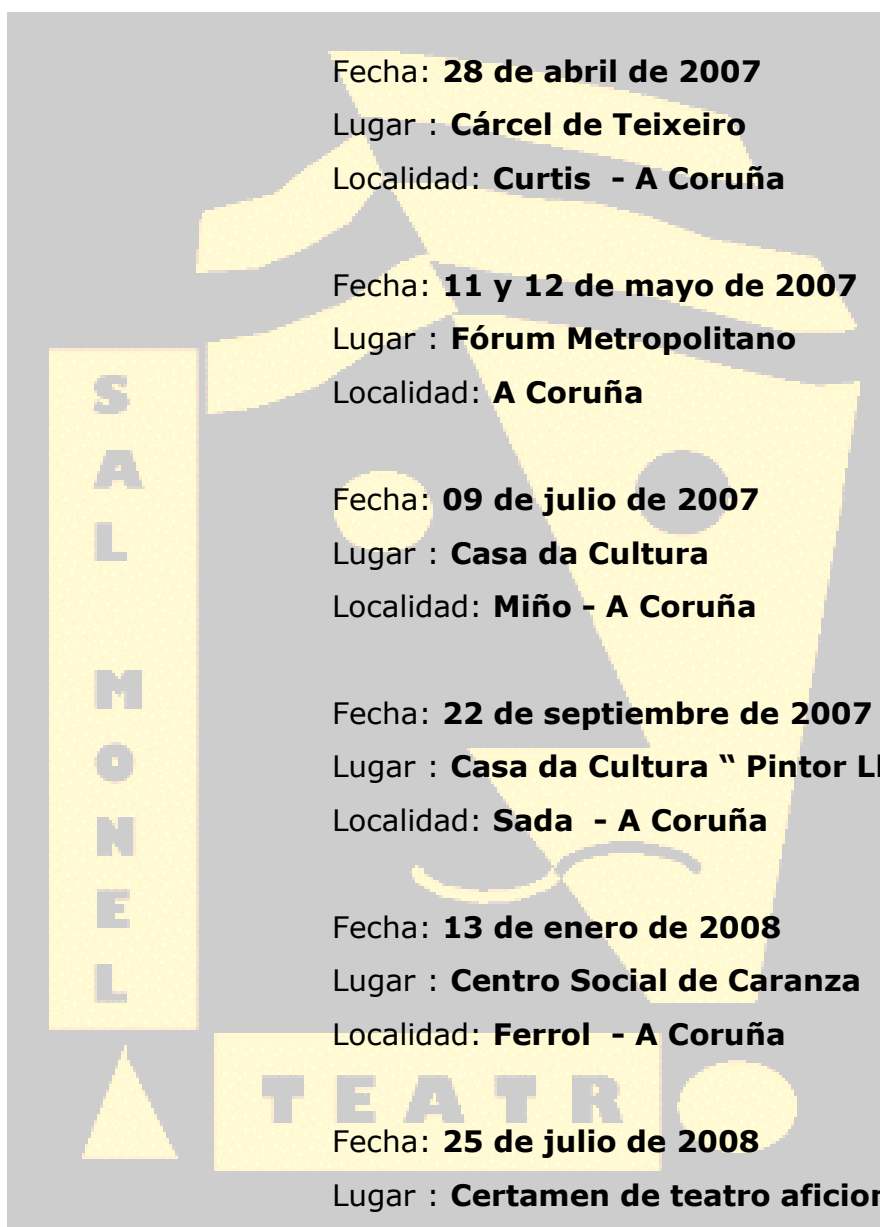 Fecha: 28 de abril de 2007
Lugar : Cárcel de Teixeiro
Localidad: Curtis - A Coruña
Fecha: 11 y 12 de mayo de 2007
Lugar : Fórum Metropolitano
Localidad: A Coruña
Fecha: 09 de julio de 2007
Lugar : Casa da Cultura
Localidad: Miño - A Coruña
Fecha: 22 de septiembre de 2007
Lugar : Casa da Cultura “ Pintor
Localidad: Sada - A Coruña
Fecha: 13 de enero de 2008
Lugar : Centro Social de Caranza
Localidad: Ferrol - A Coruña
Fecha: 25 de julio de 2008
Lugar : Certamen de teatro
SAL MONEL
TEATR